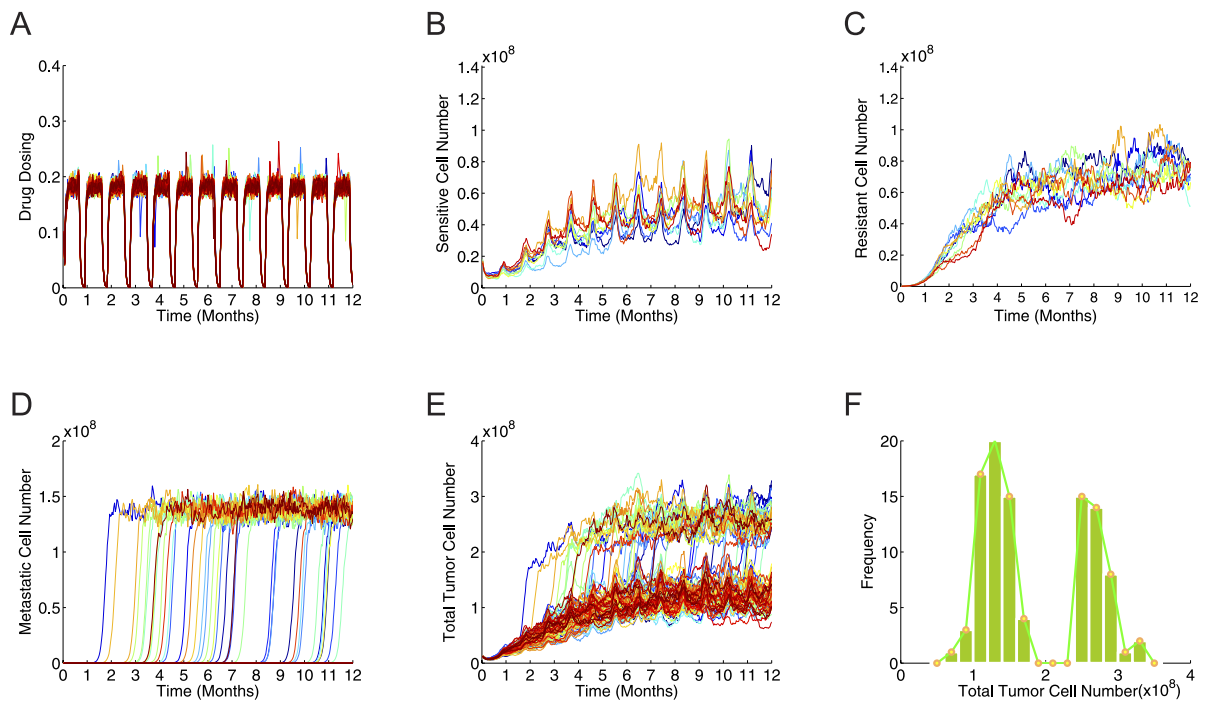 A
B
C
0.4
0.3
0.2
0.1
0
Drug Dosing
0 1 2 3 4 5 6 7 8 9 10 11 12
Time (Months)
x10^8
1.4
1.2
1
0.8
0.6
0.4
0.2
0
Sensitive Cell Number
0 1 2 3 4 5 6 7 8 9 10 11 12
Time (Months)
x10^8
1.4
1.2
1
0.8
0.6
0.4
0.2
0
Resistant Cell Number
0 1 2 3 4 5 6 7 8 9 10 11 12
Time (Months)
D
E
F
x10^8
2
1.5
1
0.5
0
Metastatic Cell Number
0 1 2 3 4 5 6 7 8 9 10 11 12
Time (Months)
x10^8
4
3
2
1
0
Total Tumor Cell Number
0 1 2 3 4 5 6 7 8 9 10 11 12
Time (Months)
20
15
10
5
0
Frequency
0 1 2 3 4
Total Tumor Cell Number(x10^8)